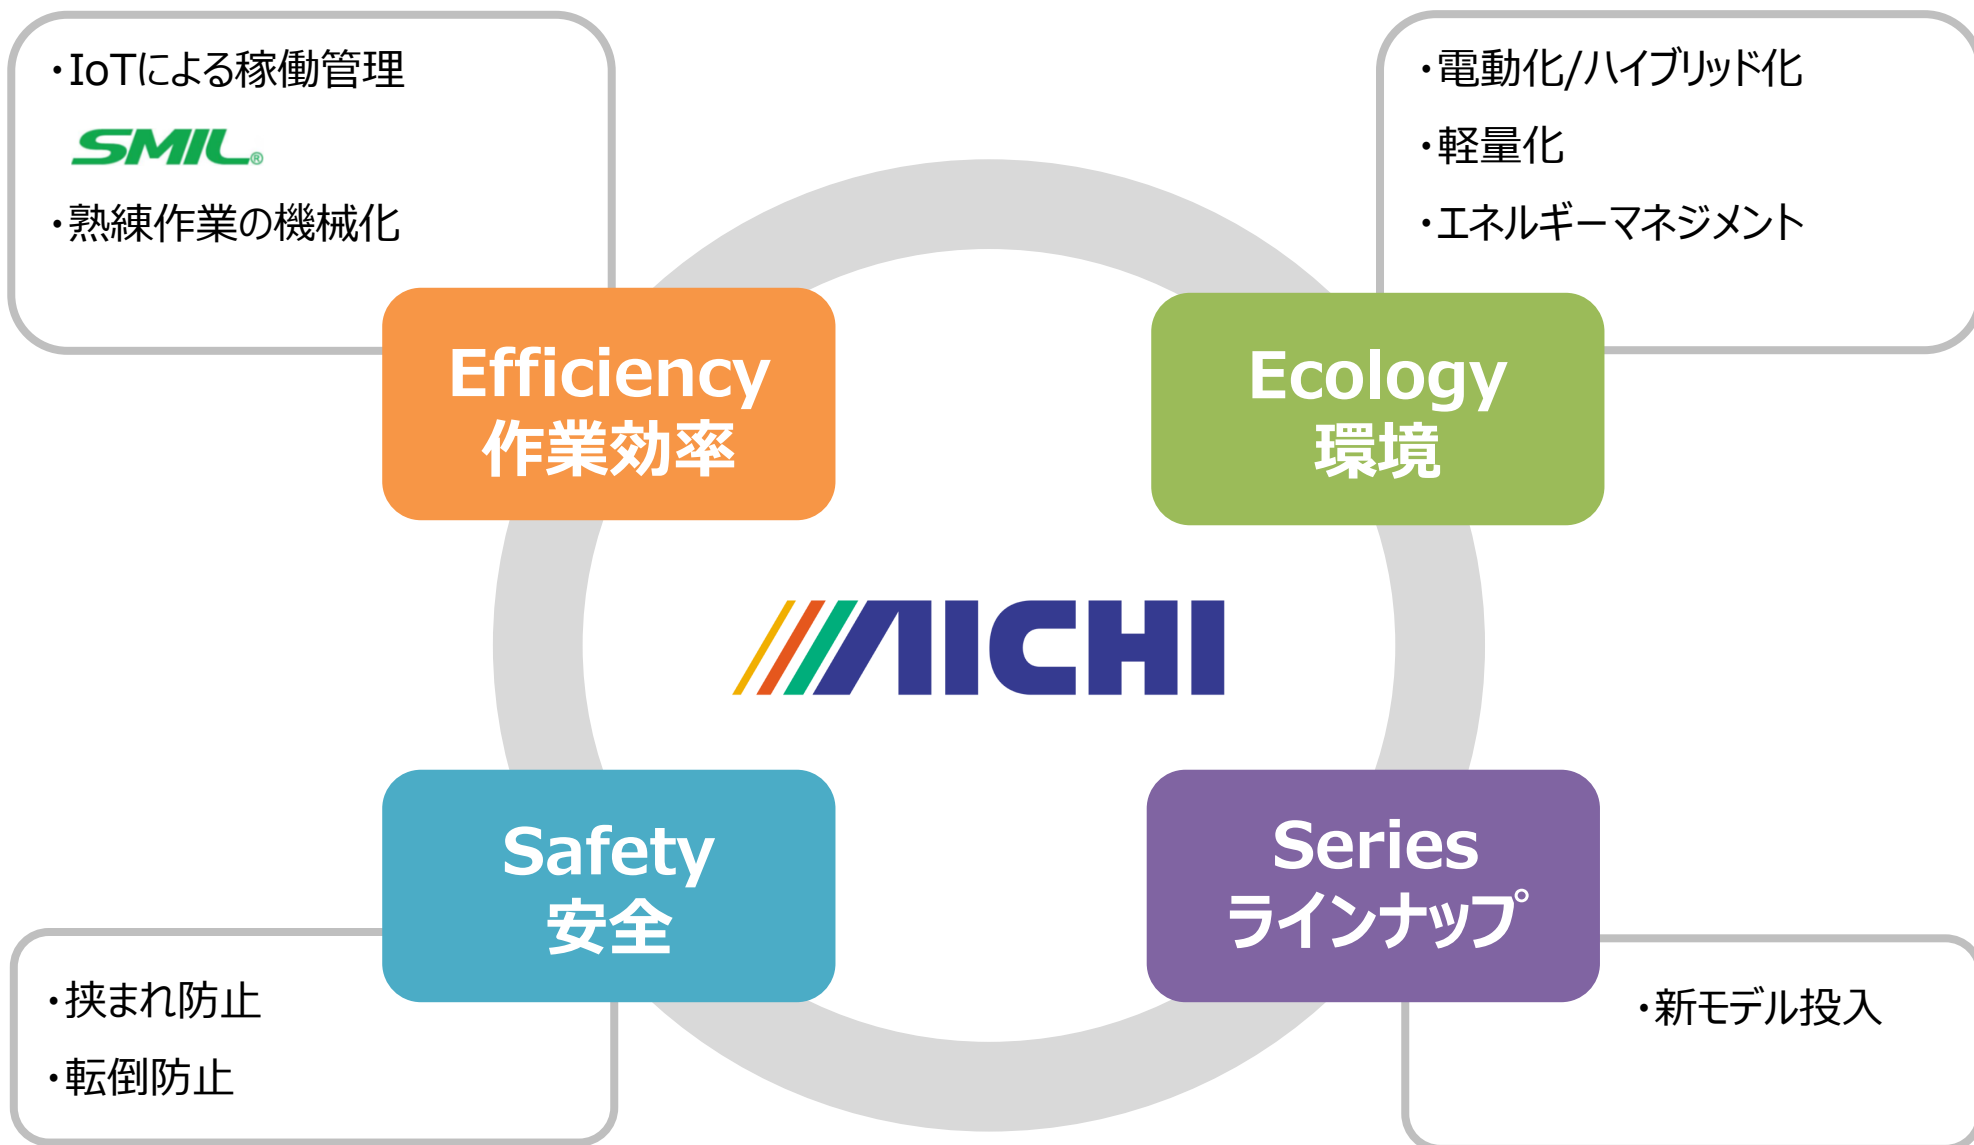 ・IoTによる稼働管理
SMIL®
・熟練作業の機械化
Efficiency
作業効率
・電動化/ハイブリッド化
・軽量化
・エネルギーマネジメント
Ecology
環境
AICHI
Safety
安全
・挟まれ防止
・転倒防止
Series
ラインナップ
・新モデル投入